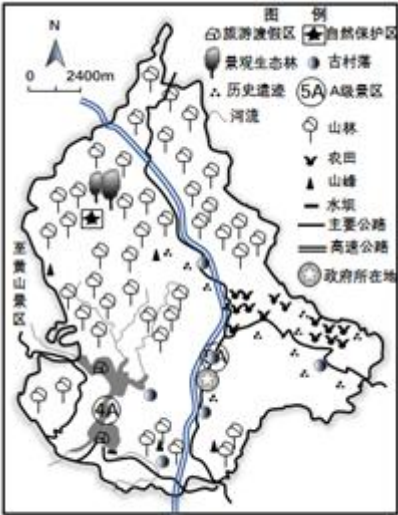 图 例
N
0 2400m
旅游渡假区
自然保护区
景观生态林
古村落
历史遗迹
5A A级景区
河流
山林
农田
山峰
水坝
主要公路
高速公路
政府所在地
至黄山景区
4A